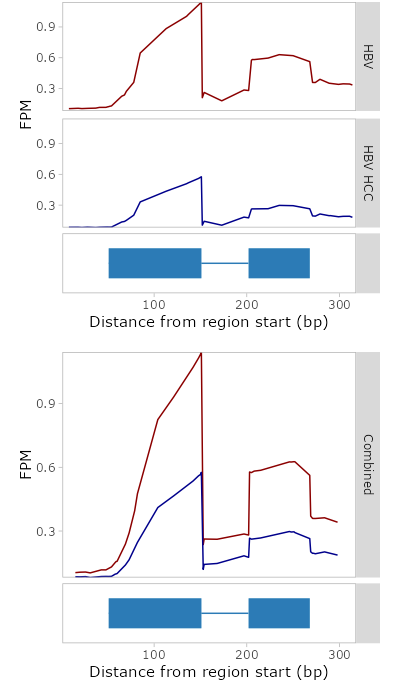 0.9
0.6
0.3
HBV
FPM
0.9
0.6
0.3
HBV HCC
100 200 300
Distance from region start (bp)
0.9
0.6
0.3
FPM
Combined
100 200 300
Distance from region start (bp)